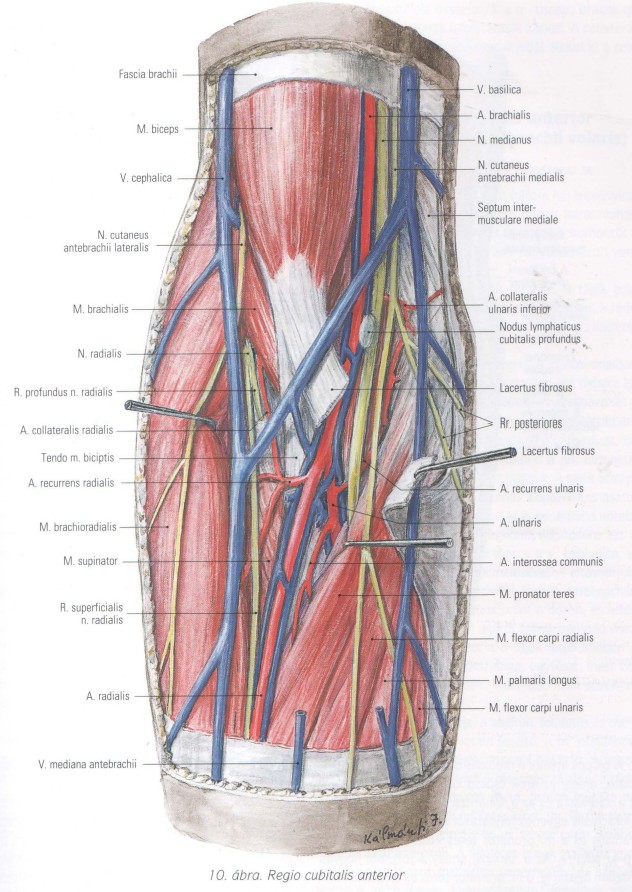 Fascia brachii
M. biceps
V. cephalica
N. cutaneus
antebrachii lateralis
M. brachialis
N. radialis
R. profundus n. radialis
A. collateralis radialis
Tendo m. bicipitis
A. recurrens radialis
M. brachioradialis
M. supinator
R. superficialis
n. radialis
A. radialis
V. mediana antebrachii
V. basilica
A. brachialis
N. medianus
N. cutaneus
antebrachii medialis
Septum inter-
musculare mediale
A. collateralis
ulnaris inferior
Nodus lymphaticus
cubitalis profundus
Lacertus fibrosus
Rr. posteriores
Lacertus fibrosus
A. recurrens ulnaris
A. ulnaris
A. interossea communis
M. pronator teres
M. flexor carpi radialis
M. palmaris longus
M. flexor carpi ulnaris
10. ábra. Regio cubitalis anterior